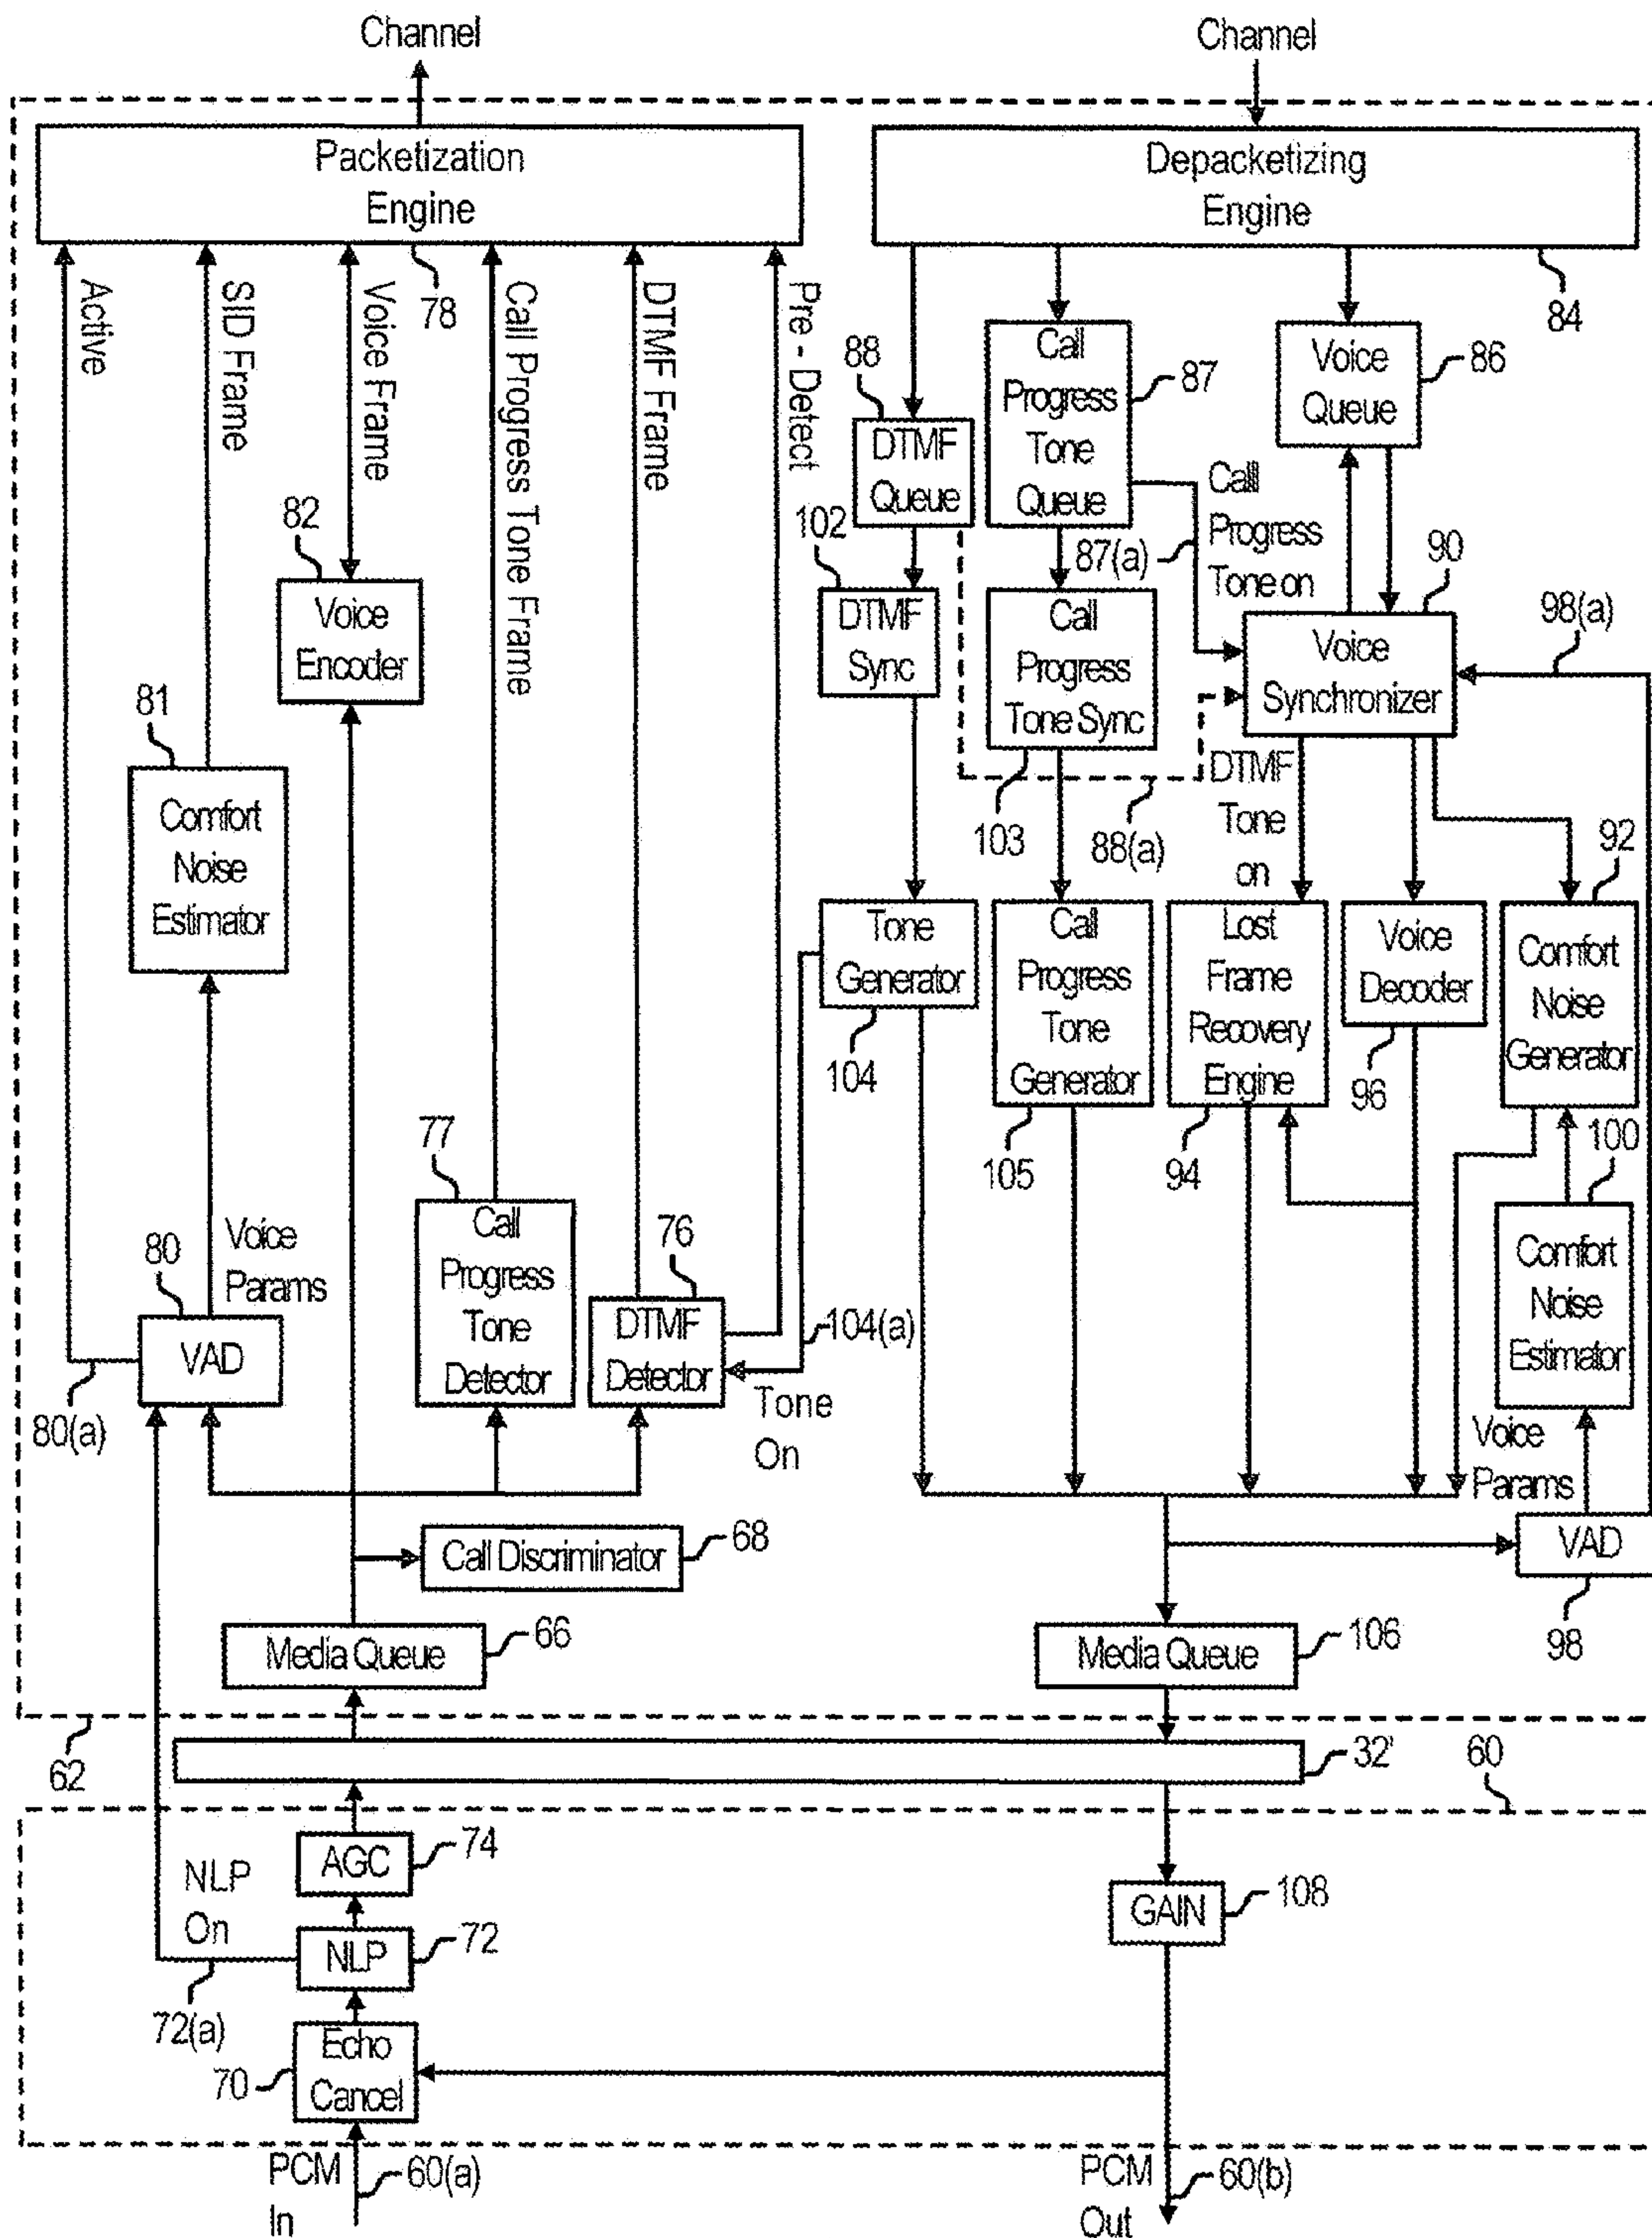 Channel
Channel
Packetization
Engine
Depacketizing
Engine
Active
SID Frame
Voice Frame
78
Call Progress Tone Frame
DTMF Frame
Pre - Detect
84
88
DTMF
Queue
Call
Progress
Tone
Queue
87
Voice
Queue
86
Call
Progress
Tone on
87(a)
82
Voice
Encoder
102
DTMF
Sync
Call
Progress
Tone Sync
90
Voice
Synchronizer
98(a)
81
Comfort
Noise
Estimator
103
88(a)
DTMF
Tone
on
92
Tone
Generator
104
Call
Progress
Tone
Generator
105
Lost
Frame
Recovery
Engine
94
Voice
Decoder
96
Comfort
Noise
Generator
100
77
Call
Progress
Tone
Detector
76
DTMF
Detector
104(a)
Tone
On
80
Voice
Params
VAD
80(a)
Comfort
Noise
Estimator
Voice
Params
VAD
98
Call Discriminator
68
Media Queue
66
Media Queue
106
62
32'
60
AGC
74
NLP
On
NLP
72
72(a)
GAIN
108
Echo
Cancel
70
PCM
In
60(a)
PCM
Out
60(b)